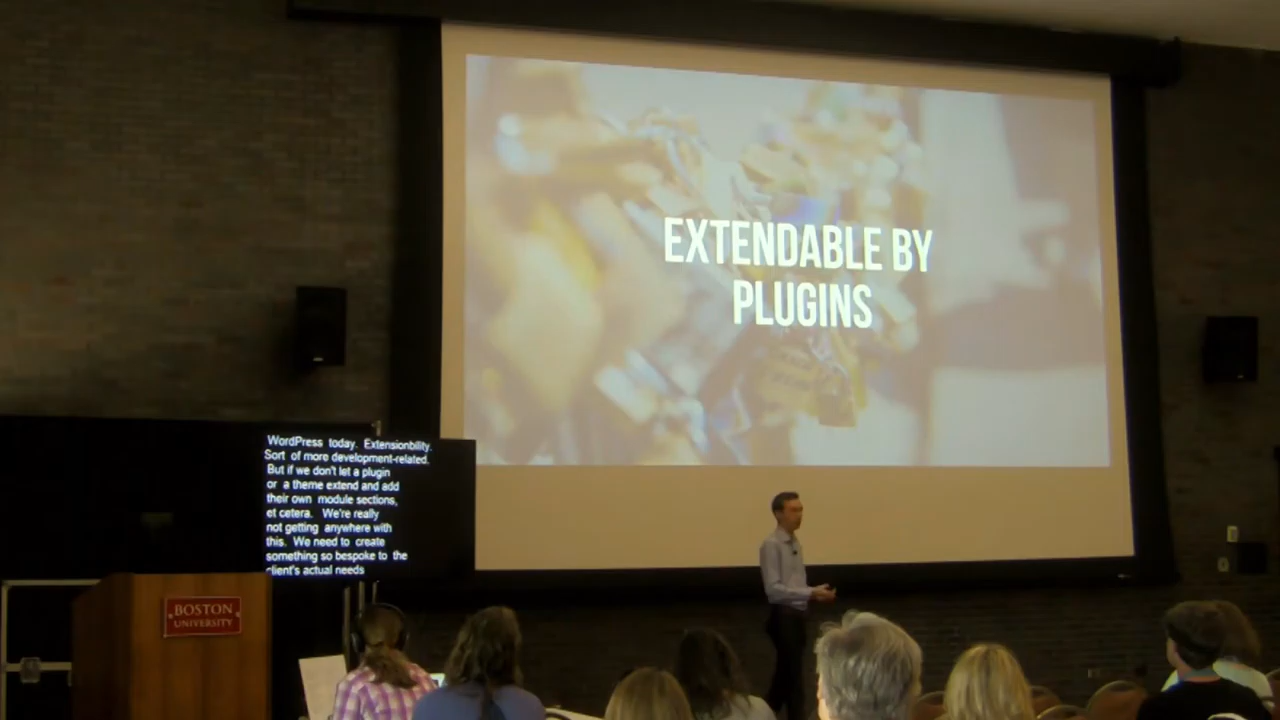 EXTENDABLE BY
PLUGINS
WordPress today. Extensionbility.
Sort of more development-related.
But if we don't let a plugin
or a theme extend and add
their own module sections,
et cetera. We're really
not getting anywhere with
this. We need to create
something so bespoke to the
client's actual needs
BOSTON
UNIVERSITY